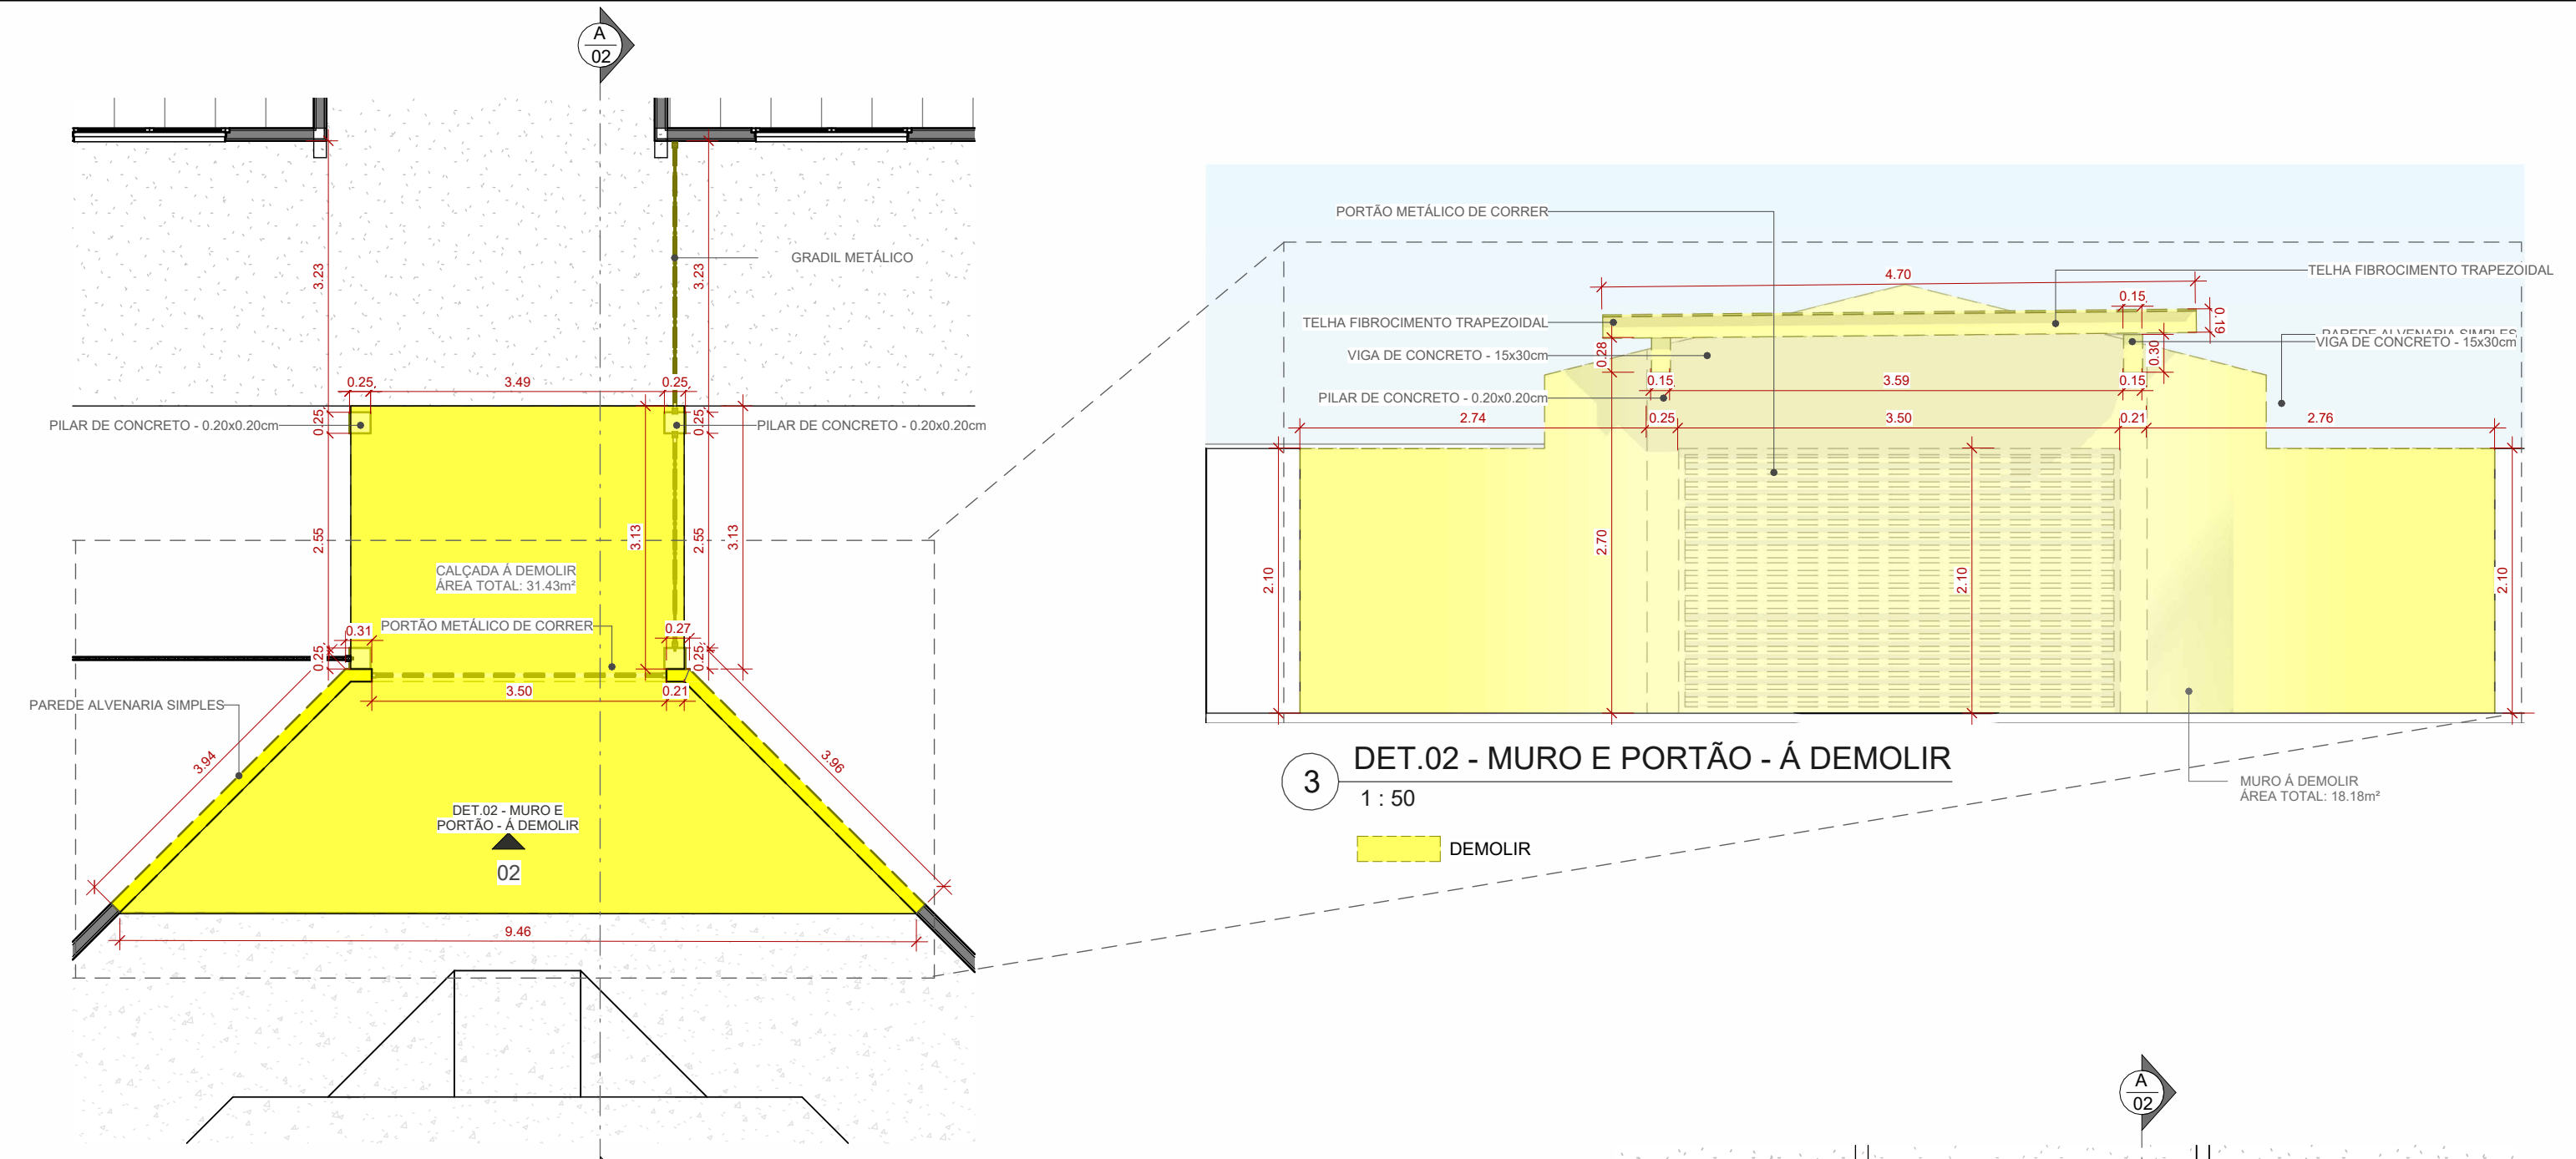 A
02
3.23
3.23
GRADIL METÁLICO
0.25
3.49
0.25
0.25
0.25
PILAR DE CONCRETO - 0.20x0.20cm
PILAR DE CONCRETO - 0.20x0.20cm
2.55
3.13
2.55
3.13
CALÇADA Á DEMOLIR
ÁREA TOTAL: 31.43m²
0.31
PORTÃO METÁLICO DE CORRER
0.27
0.25
0.25
3.50
0.21
PAREDE ALVENARIA SIMPLES
3.94
3.96
DET.02 - MURO E
PORTÃO - Á DEMOLIR
02
9.46
PORTÃO METÁLICO DE CORRER
4.70
TELHA FIBROCIMENTO TRAPEZOIDAL
0.15
TELHA FIBROCIMENTO TRAPEZOIDAL
0.19
PAREDE ALVENARIA SIMPLES
VIGA DE CONCRETO - 15x30cm
VIGA DE CONCRETO - 15x30cm
0.28
0.30
0.15
3.59
0.15
PILAR DE CONCRETO - 0.20x0.20cm
2.74
0.25
3.50
0.21
2.76
2.10
2.70
2.10
2.10
3
DET.02 - MURO E PORTÃO - Á DEMOLIR
1 : 50
MURO Á DEMOLIR
ÁREA TOTAL: 18.18m²
DEMOLIR
A
02